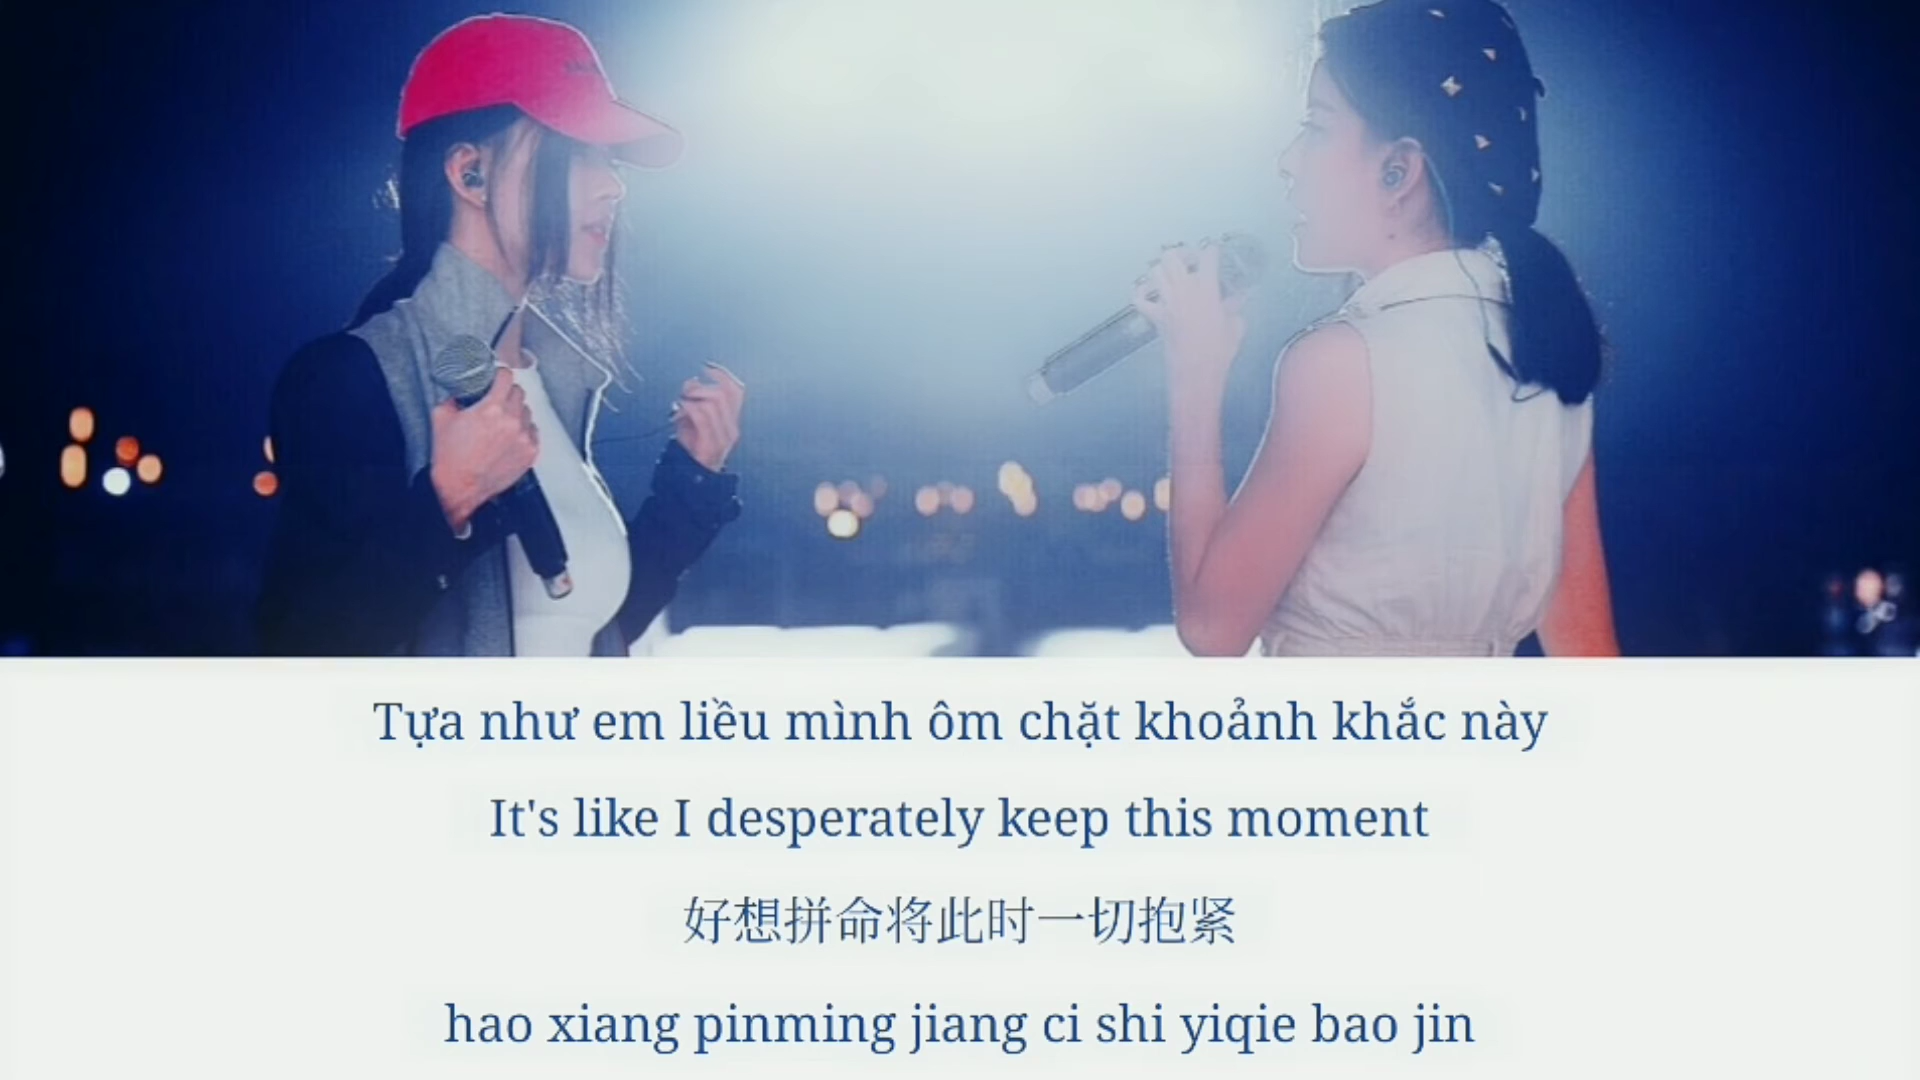 Tựa như em liều mình ôm chặt khoảnh khắc này
It's like I desperately keep this moment
好想拼命将此时一切抱紧
hao xiang pinming jiang ci shi yiqie bao jin